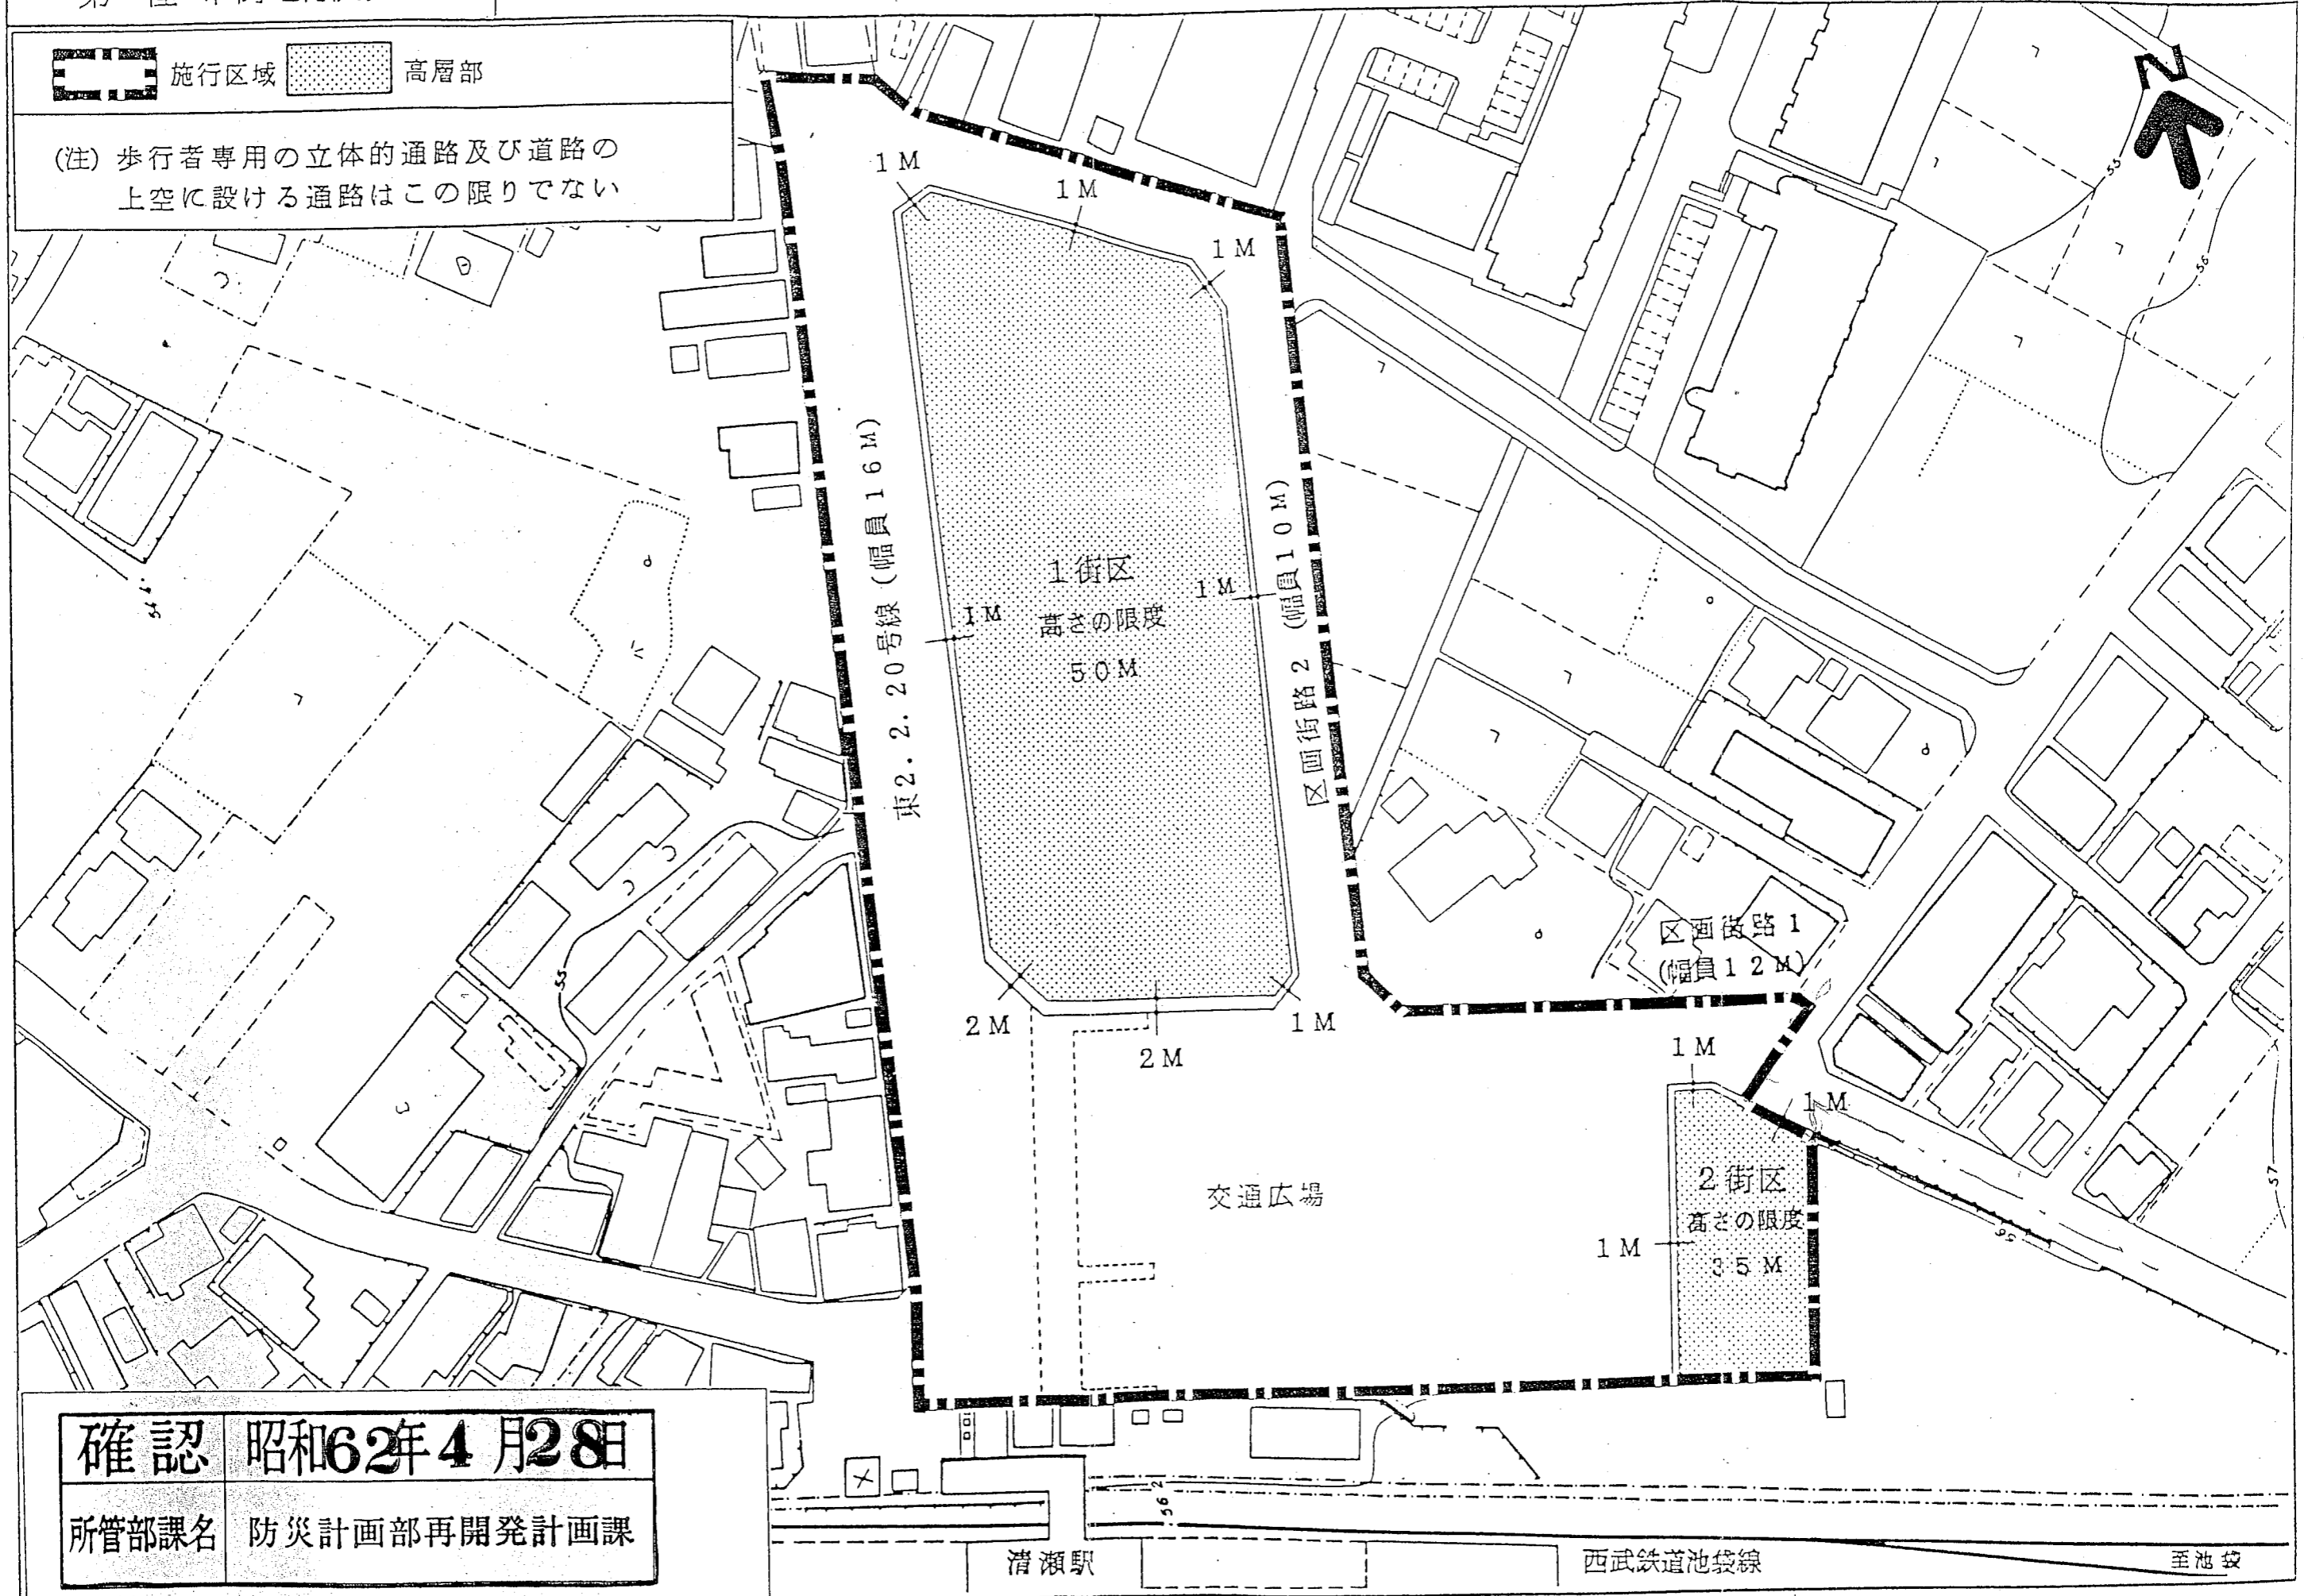 施行区域
高層部
(注) 歩行者専用の立体的通路及び道路の
上空に設ける通路はこの限りでない
N
1M
1M
1M
東2.2.20号線(幅員16M)
1M
1街区
高さの限度
50M
1M
区画街路2 (幅員10M)
2M
2M
1M
区画街路1
(幅員12M)
1M
1M
交通広場
2街区
高さの限度
35M
1M
55
56
55
56
57
56.2
確認 昭和62年4月28日
所管部課名 防災計画部再開発計画課
清瀬駅
西武鉄道池袋線
至池袋